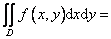 ∬_D f(x, y)dxdy =